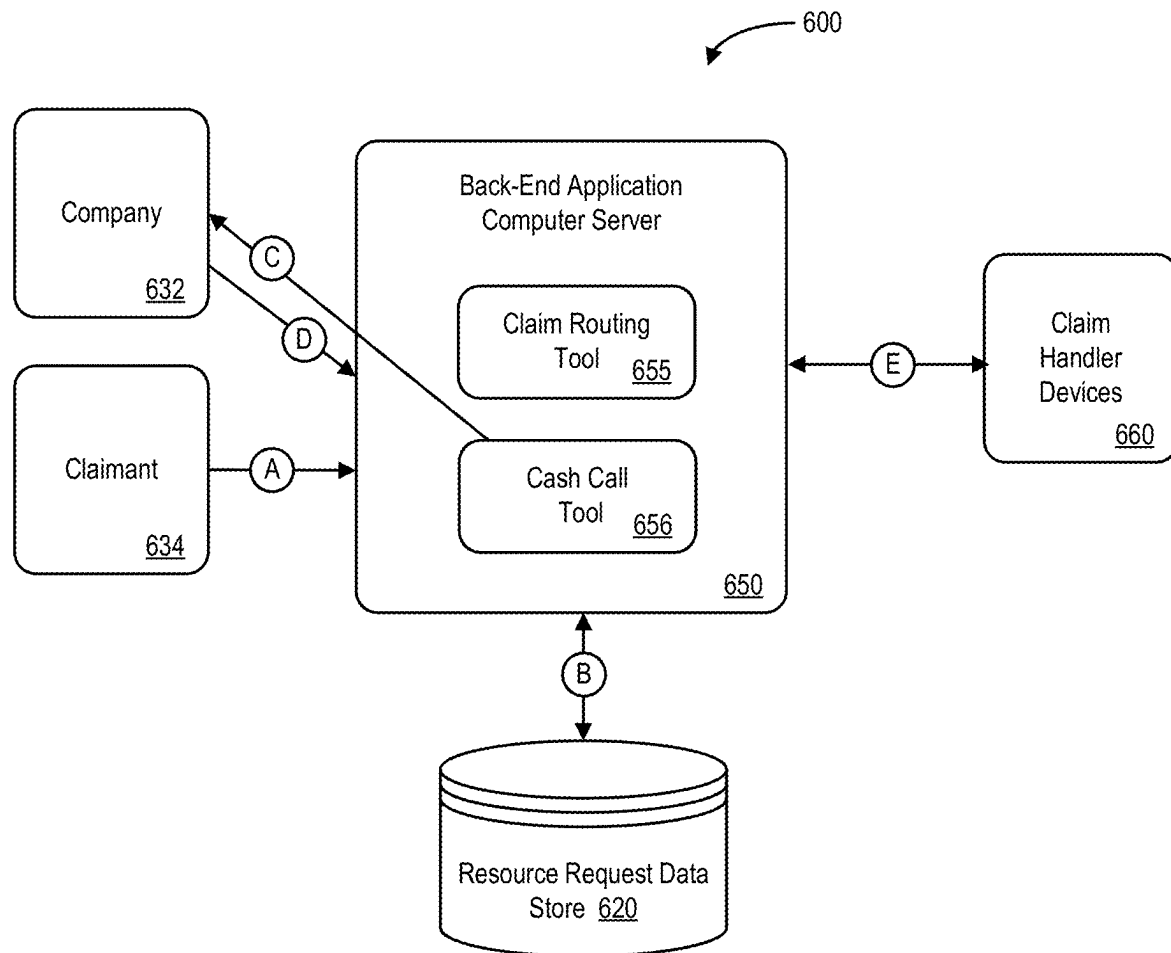 600
Company
632
Back-End Application
Computer Server
C
D
Claim Routing
Tool 655
Claim
Handler
Devices
660
E
Claimant
634
A
Cash Call
Tool 656
650
B
Resource Request Data
Store 620